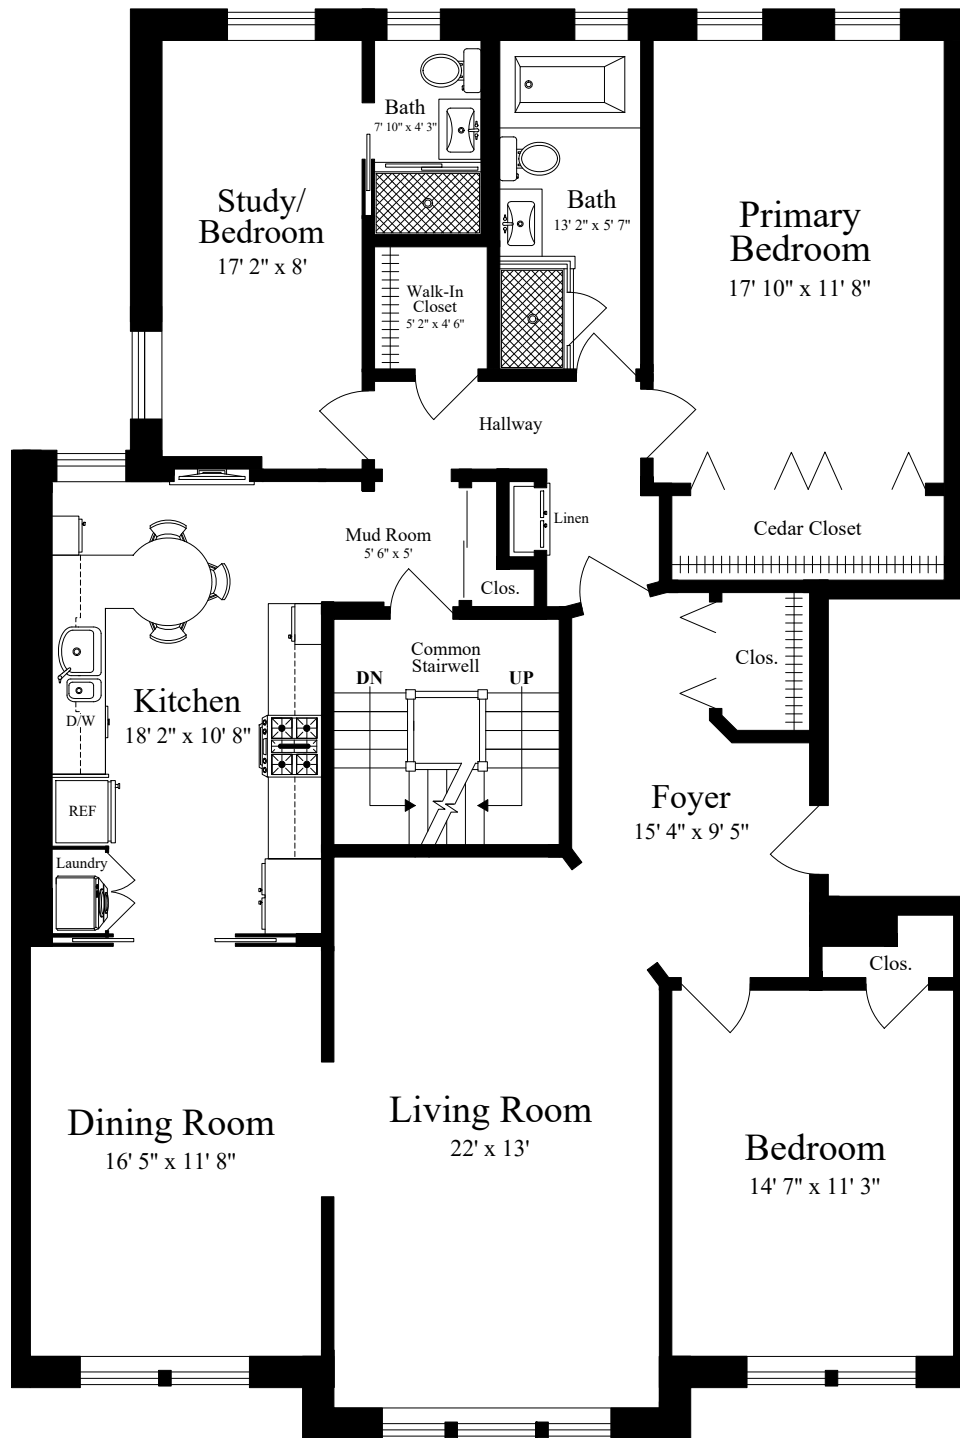 Bath
7' 10" x 4' 3"
Study/
Bedroom
17' 2" x 8'
Bath
13' 2" x 5' 7"
Primary
Bedroom
17' 10" x 11' 8"
Walk-In
Closet
5' 2" x 4' 6"
Hallway
Linen
Cedar Closet
Mud Room
5' 6" x 5'
Clos.
Common
Stairwell
DN
UP
Clos.
Kitchen
18' 2" x 10' 8"
D/W
REF
Laundry
Foyer
15' 4" x 9' 5"
Clos.
Dining Room
16' 5" x 11' 8"
Living Room
22' x 13'
Bedroom
14' 7" x 11' 3"